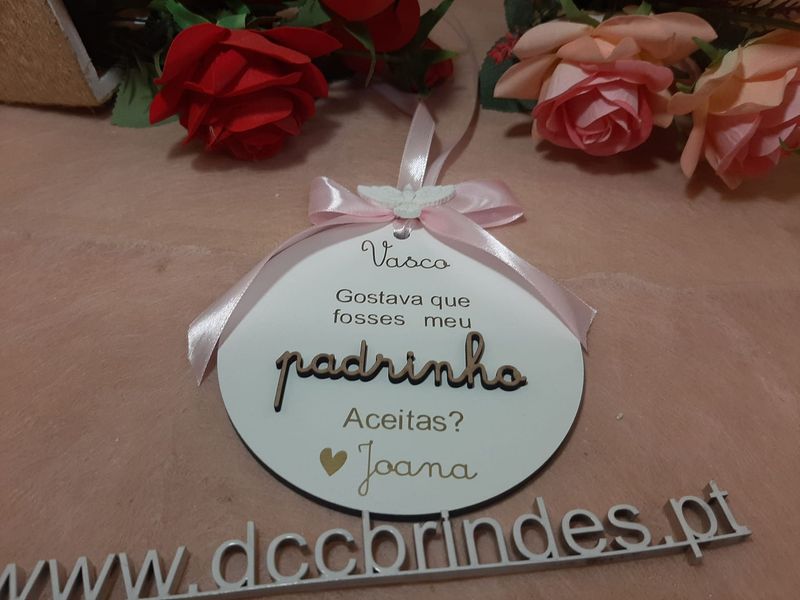 Vasco
Gostava que
fosses meu
padrinho
Aceitas?
Joana
www.dccbrindes.pt